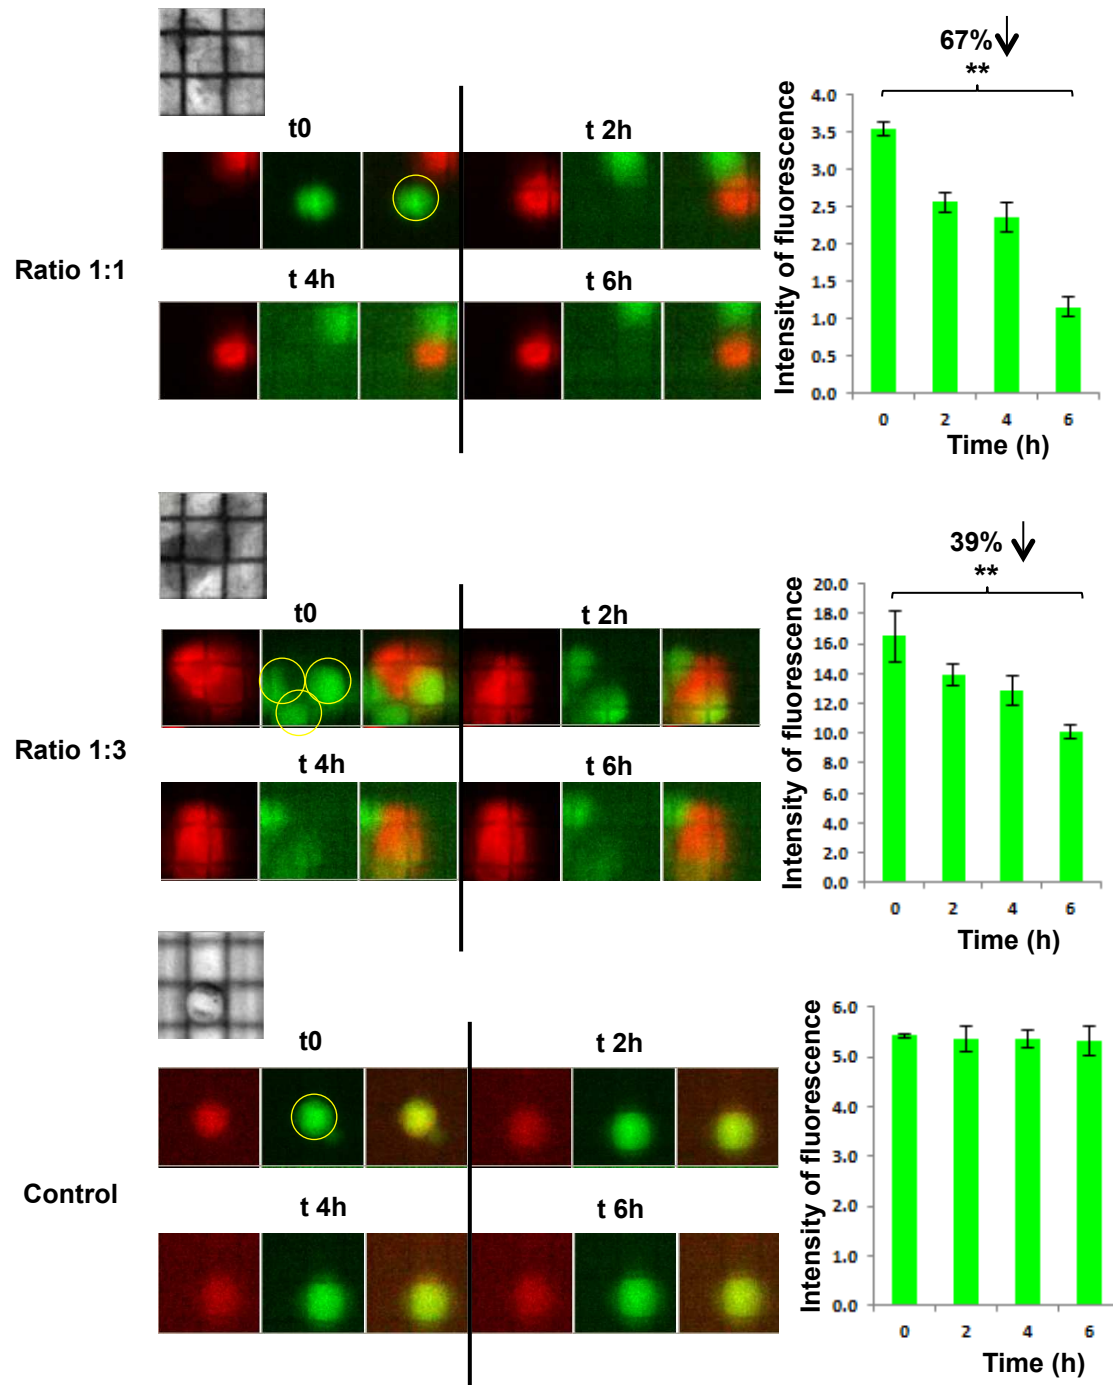 Ratio 1:1
t0
t 2h
t 4h
t 6h
67%
**
Intensity of fluorescence
4.0
3.5
3.0
2.5
2.0
1.5
1.0
0.5
0.0
0 2 4 6
Time (h)
Ratio 1:3
t0
t 2h
t 4h
t 6h
39%
**
Intensity of fluorescence
20.0
18.0
16.0
14.0
12.0
10.0
8.0
6.0
4.0
2.0
0.0
0 2 4 6
Time (h)
Control
t0
t 2h
t 4h
t 6h
Intensity of fluorescence
6.0
5.0
4.0
3.0
2.0
1.0
0.0
0 2 4 6
Time (h)